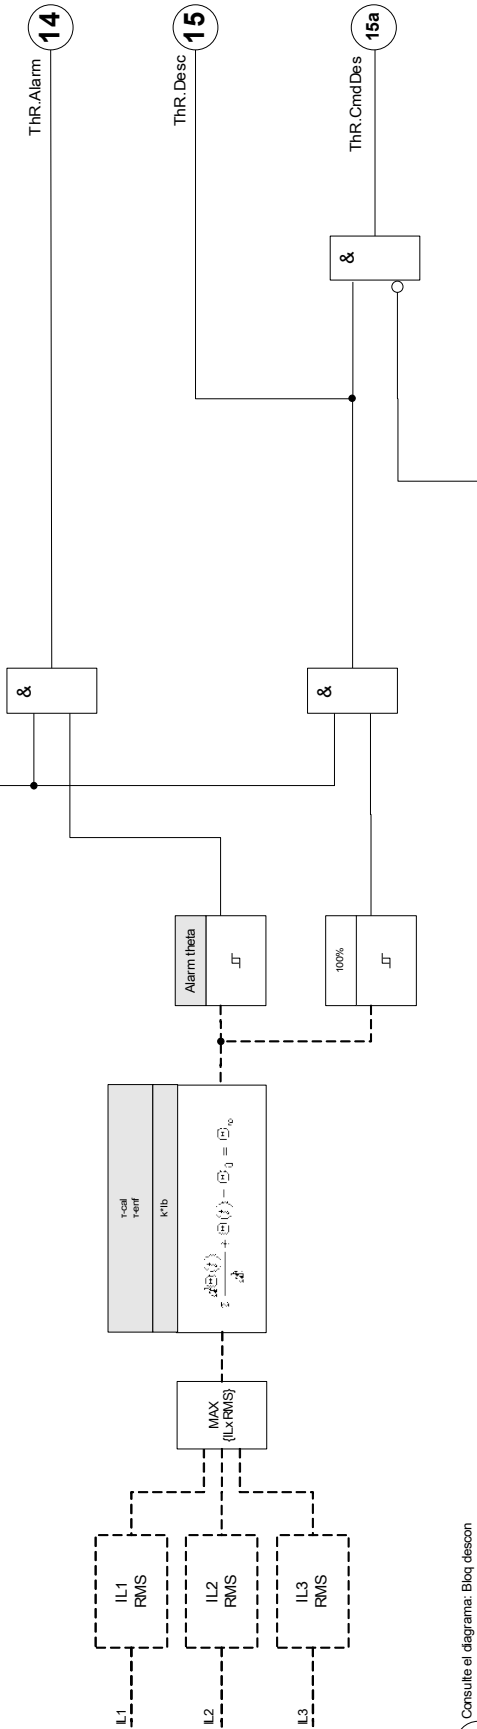 14
ThR.Alarm
15
ThR.Desc
15a
ThR.CmdDes
&
&
&
Alarm theta
100%
τ-cal
τ-enf
k*Ib
MAX
{ILx RMS}
IL1
RMS
IL2
RMS
IL3
RMS
IL1
IL2
IL3
Consulte el diagrama: Bloq descon